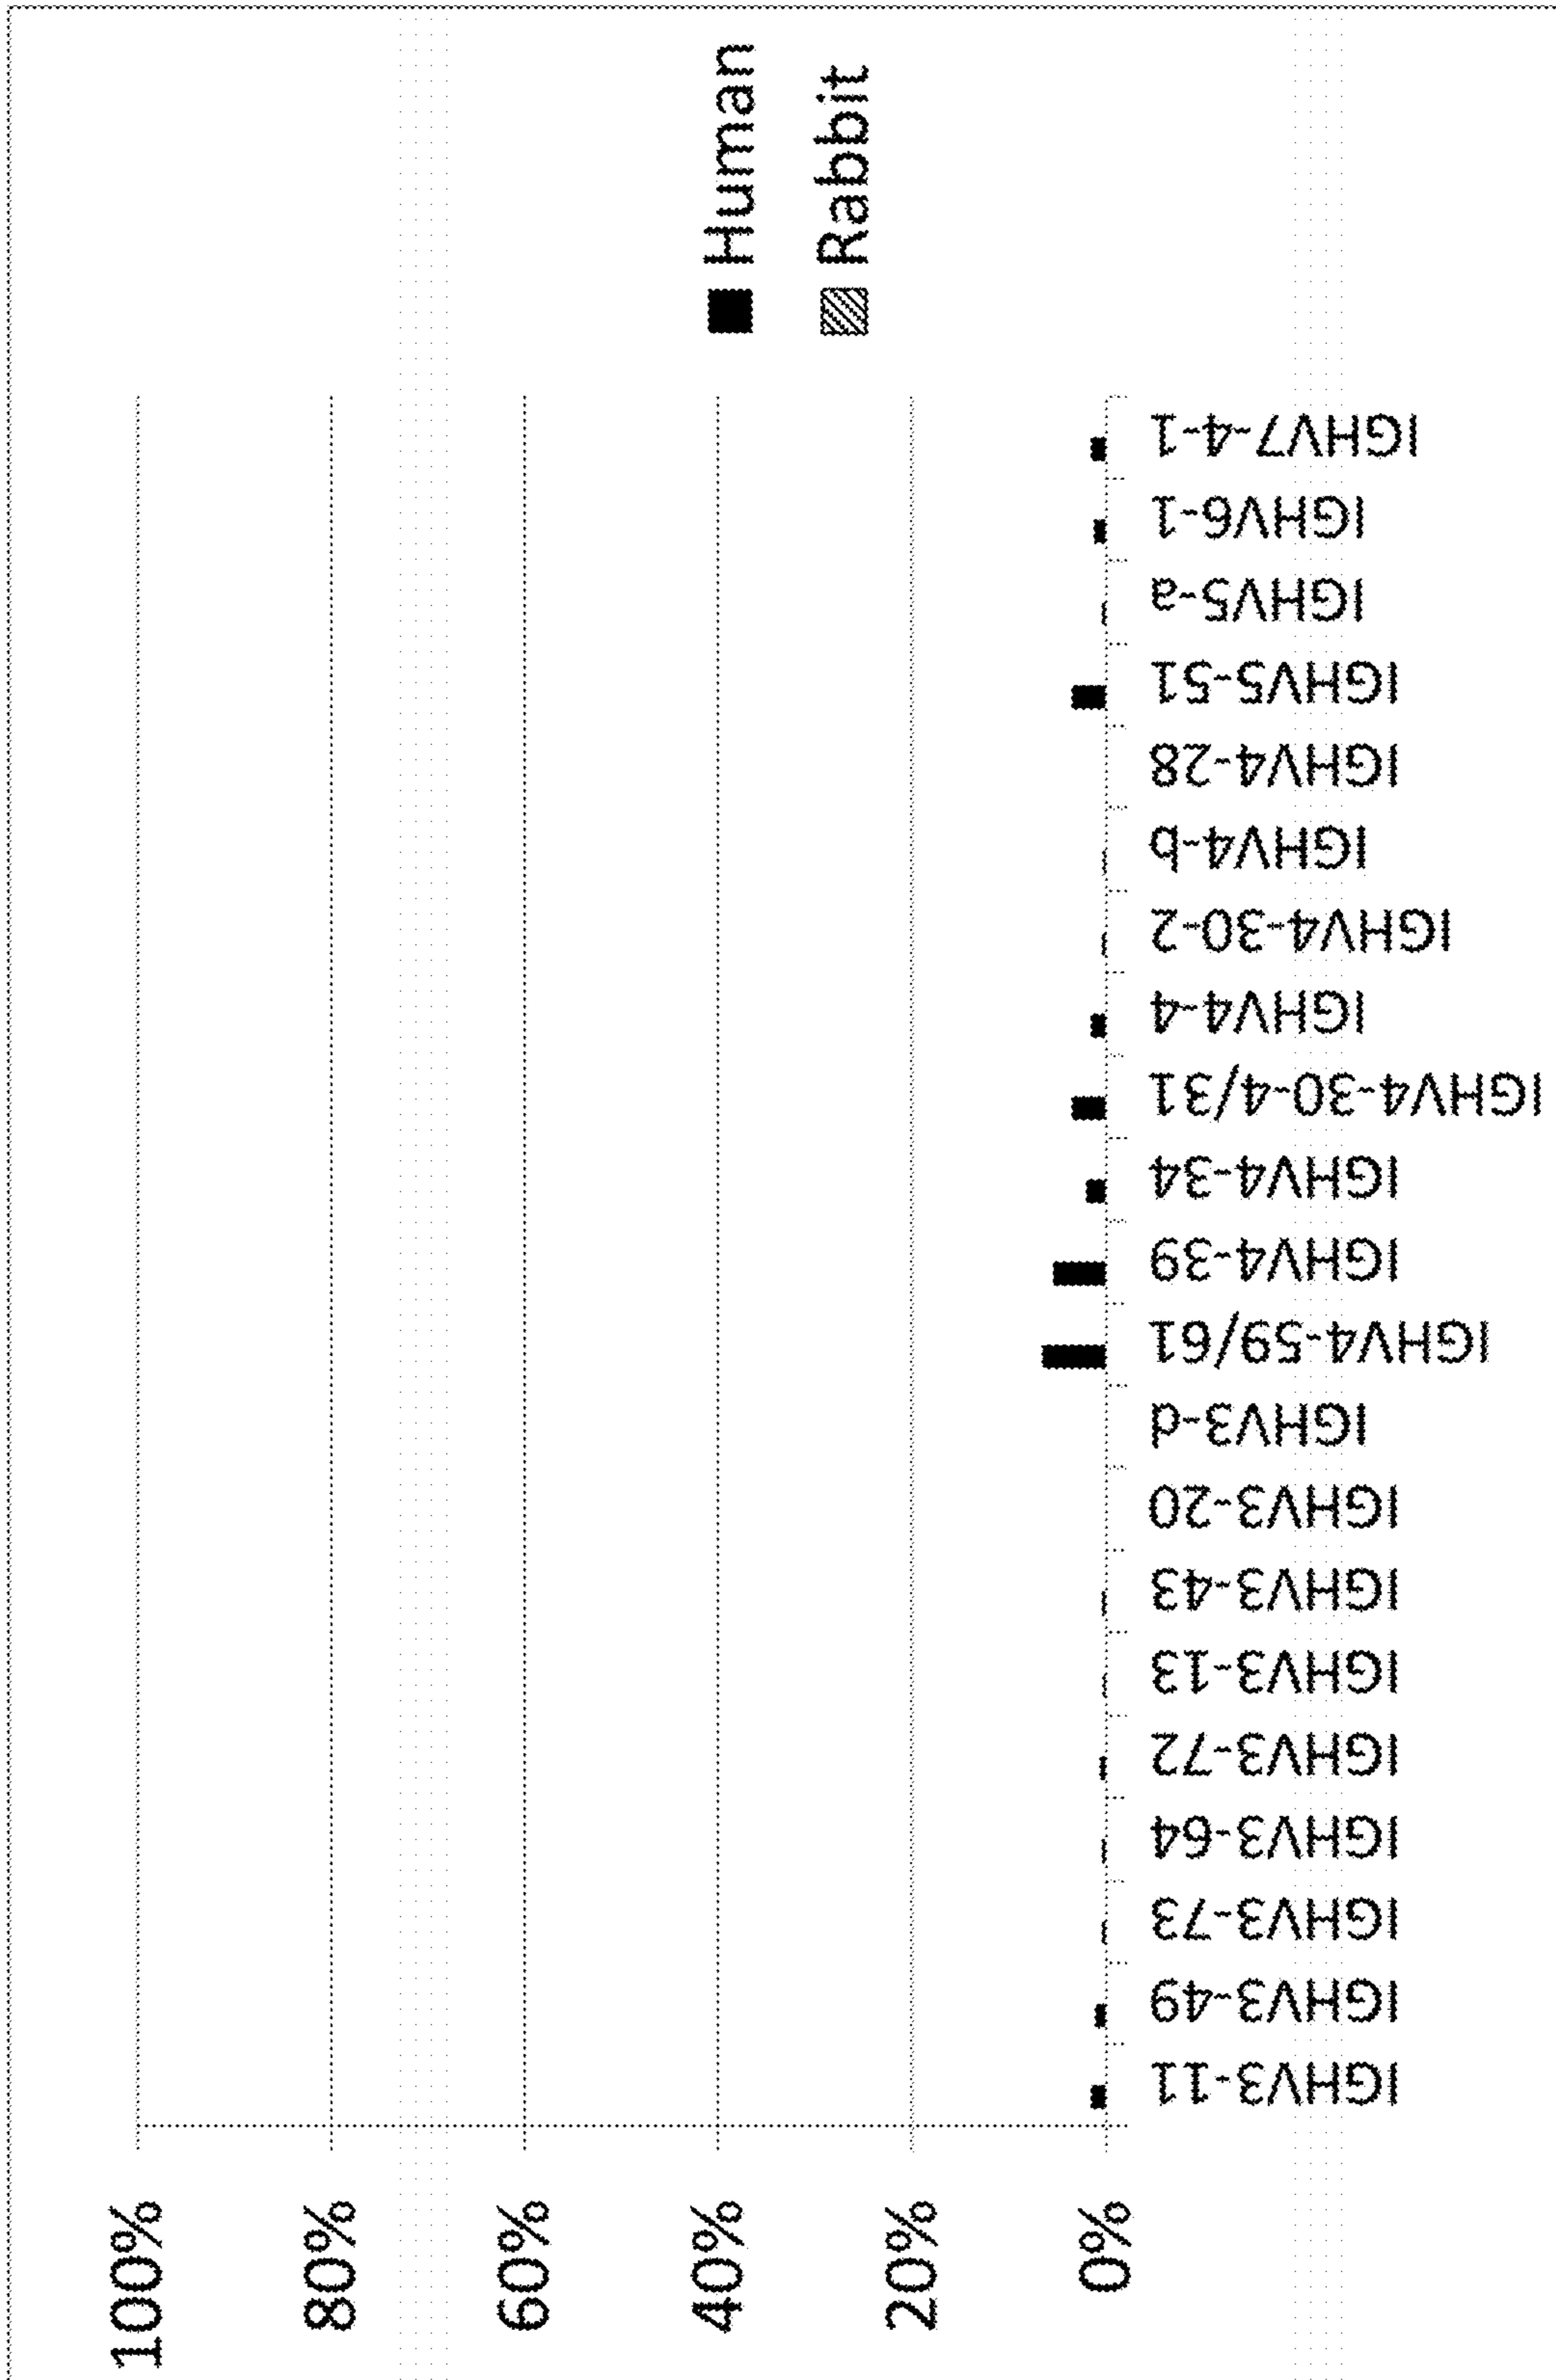 100%
80%
60%
40%
20%
0%
IGHV3-11
IGHV3-49
IGHV3-73
IGHV3-64
IGHV3-72
IGHV3-13
IGHV3-43
IGHV3-20
IGHV3-d
IGHV4-59/61
IGHV4-39
IGHV4-34
IGHV4-30-4/31
IGHV4-4
IGHV4-30-2
IGHV4-b
IGHV4-28
IGHV5-51
IGHV5-a
IGHV6-1
IGHV7-4-1
Human
Rabbit